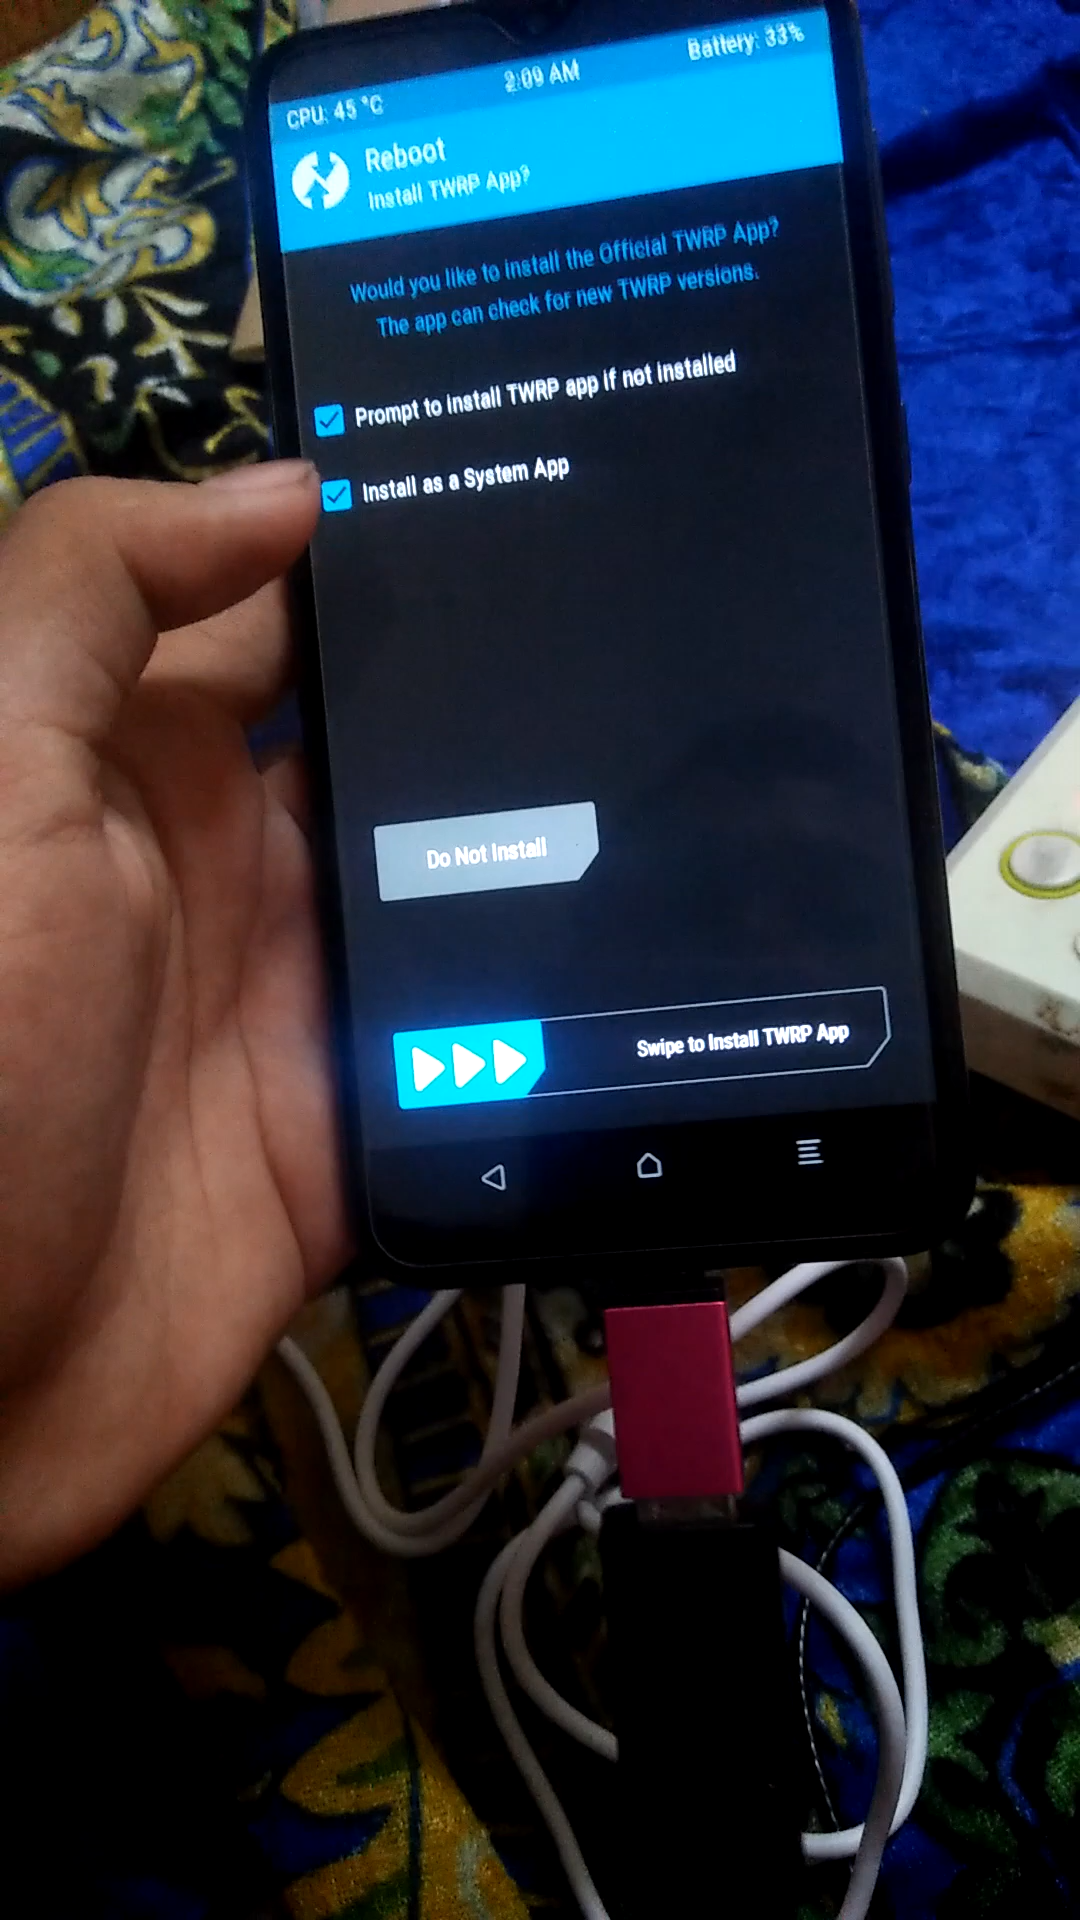 CPU: 45 °C
2:09 AM
Battery: 33%
Reboot
Install TWRP App?
Would you like to install the Official TWRP App?
The app can check for new TWRP versions.
Prompt to install TWRP app if not installed
Install as a System App
Do Not Install
Swipe to Install TWRP App